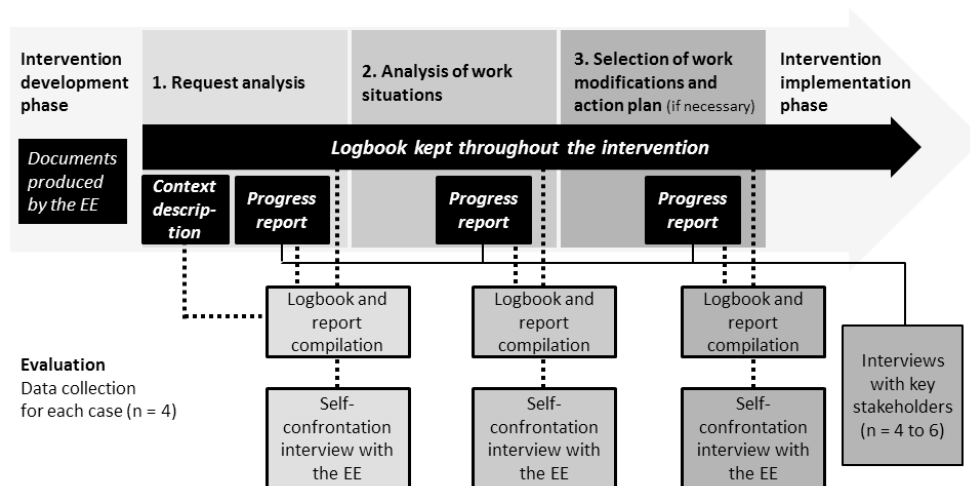 Intervention
development
phase
1. Request analysis
2. Analysis of work
situations
3. Selection of work
modifications and
action plan (if necessary)
Intervention
implementation
phase
Documents
produced
by the EE
Logbook kept throughout the intervention
Context
descrip-
tion
Progress
report
Progress
report
Progress
report
Logbook and
report
compilation
Logbook and
report
compilation
Logbook and
report
compilation
Evaluation
Data collection
for each case (n = 4)
Self-
confrontation
interview with
the EE
Self-
confrontation
interview with
the EE
Self-
confrontation
interview with
the EE
Interviews
with key
stakeholders
(n = 4 to 6)